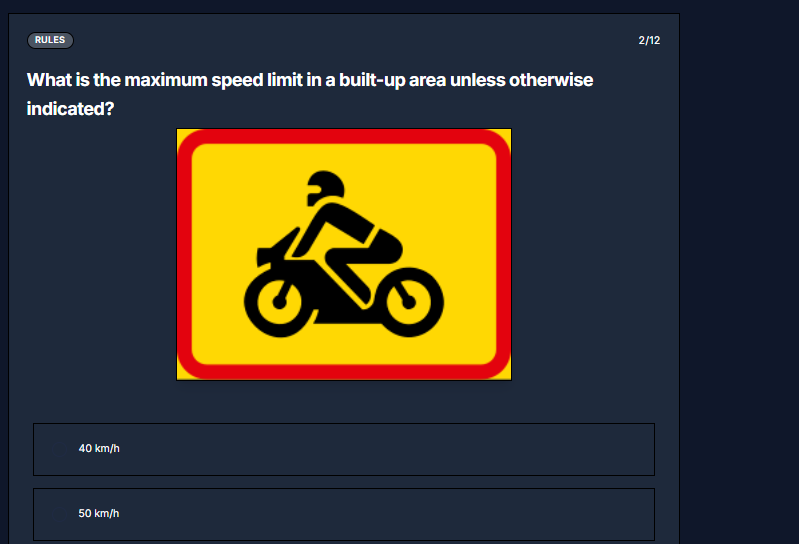 RULES
2/12
What is the maximum speed limit in a built-up area unless otherwise
indicated?
40 km/h
50 km/h